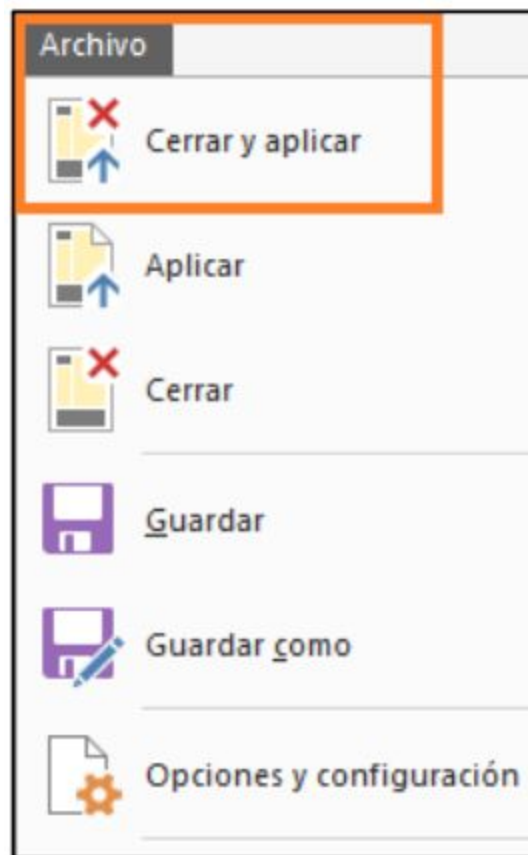 Archivo
Cerrar y aplicar
Aplicar
Cerrar
Guardar
Guardar como
Opciones y configuración